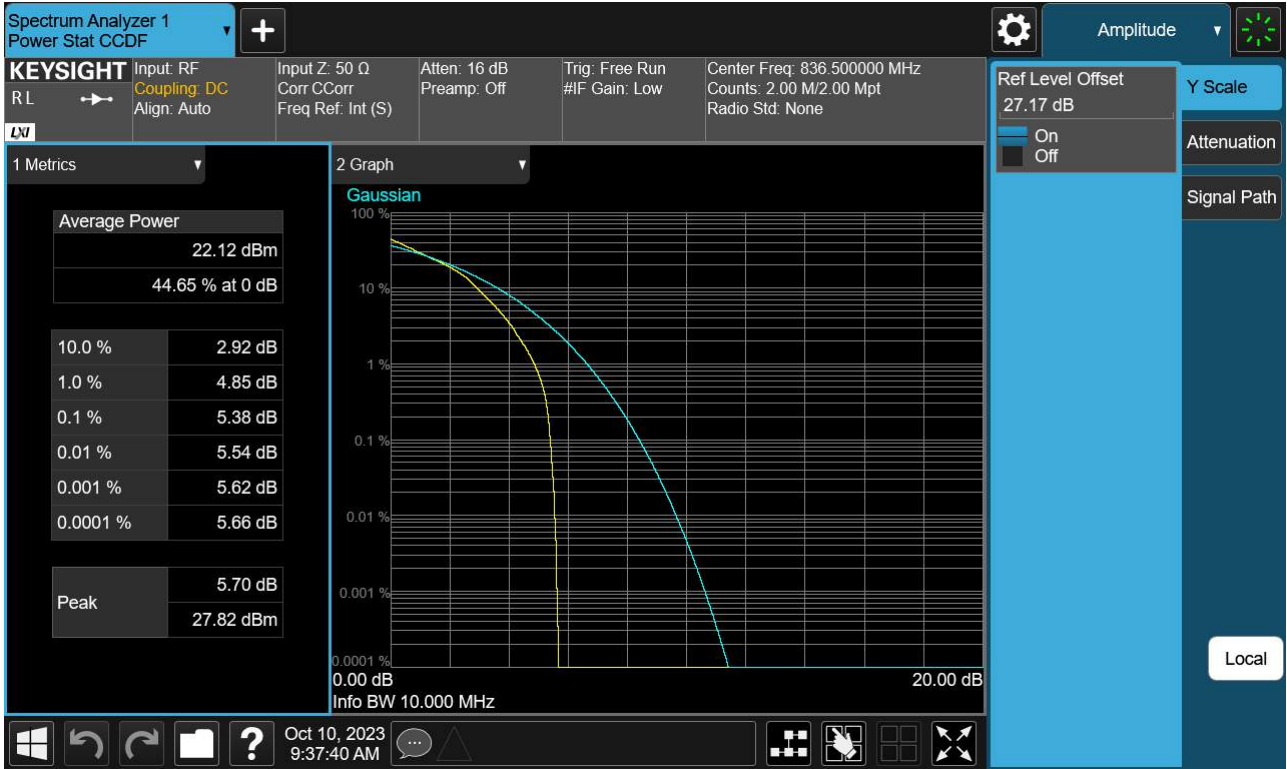 Spectrum Analyzer 1
Power Stat CCDF
+
Amplitude
KEYSIGHT
RL
LXI
Input: RF
Coupling: DC
Align: Auto
Input Z: 50 Ω
Corr CCorr
Freq Ref: Int (S)
Atten: 16 dB
Preamp: Off
Trig: Free Run
#IF Gain: Low
Center Freq: 836.500000 MHz
Counts: 2.00 M/2.00 Mpt
Radio Std: None
Ref Level Offset
27.17 dB
On
Off
Y Scale
Attenuation
Signal Path
Local
1 Metrics
Average Power
22.12 dBm
44.65 % at 0 dB
10.0 % 2.92 dB
1.0 % 4.85 dB
0.1 % 5.38 dB
0.01 % 5.54 dB
0.001 % 5.62 dB
0.0001 % 5.66 dB
Peak
5.70 dB
27.82 dBm
2 Graph
Gaussian
100 %
10 %
1 %
0.1 %
0.01 %
0.001 %
0.0001 %
0.00 dB 20.00 dB
Info BW 10.000 MHz
?
Oct 10, 2023
9:37:40 AM